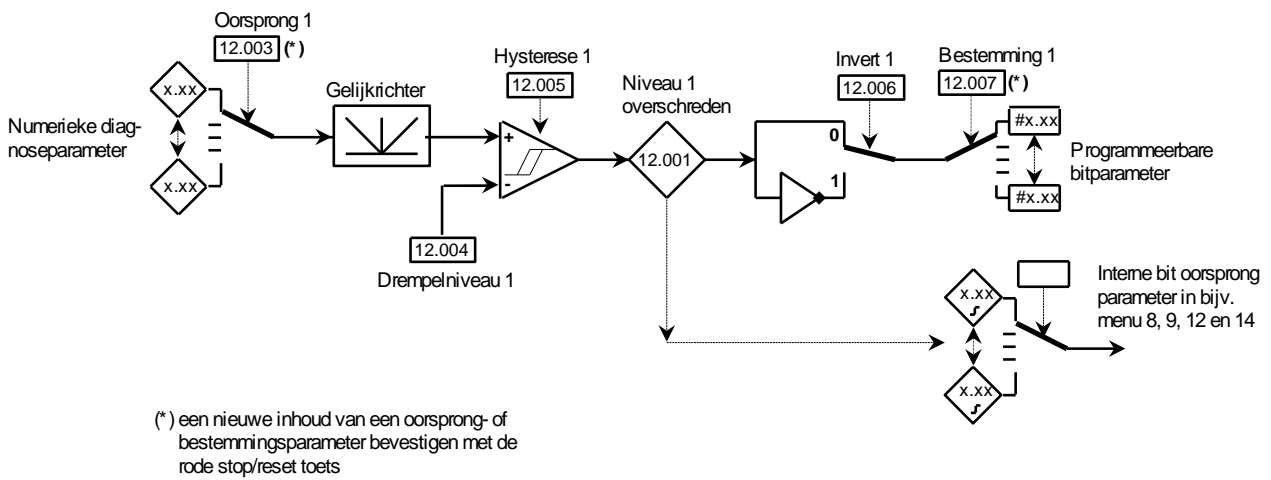 Oorsprong 1
12.003 (*)
x.xx
x.xx
Numerieke diag-
noseparameter
Gelijkrichter
Hysterese 1
12.005
+
-
12.004
Drempelniveau 1
Niveau 1
overschreden
12.001
Invert 1
12.006
0
1
Bestemming 1
12.007 (*)
#x.xx
#x.xx
Programmeerbare
bitparameter
x.xx
x.xx
Interne bit oorsprong
parameter in bijv.
menu 8, 9, 12 en 14
(*) een nieuwe inhoud van een oorsprong- of
bestemmingsparameter bevestigen met de
rode stop/reset toets